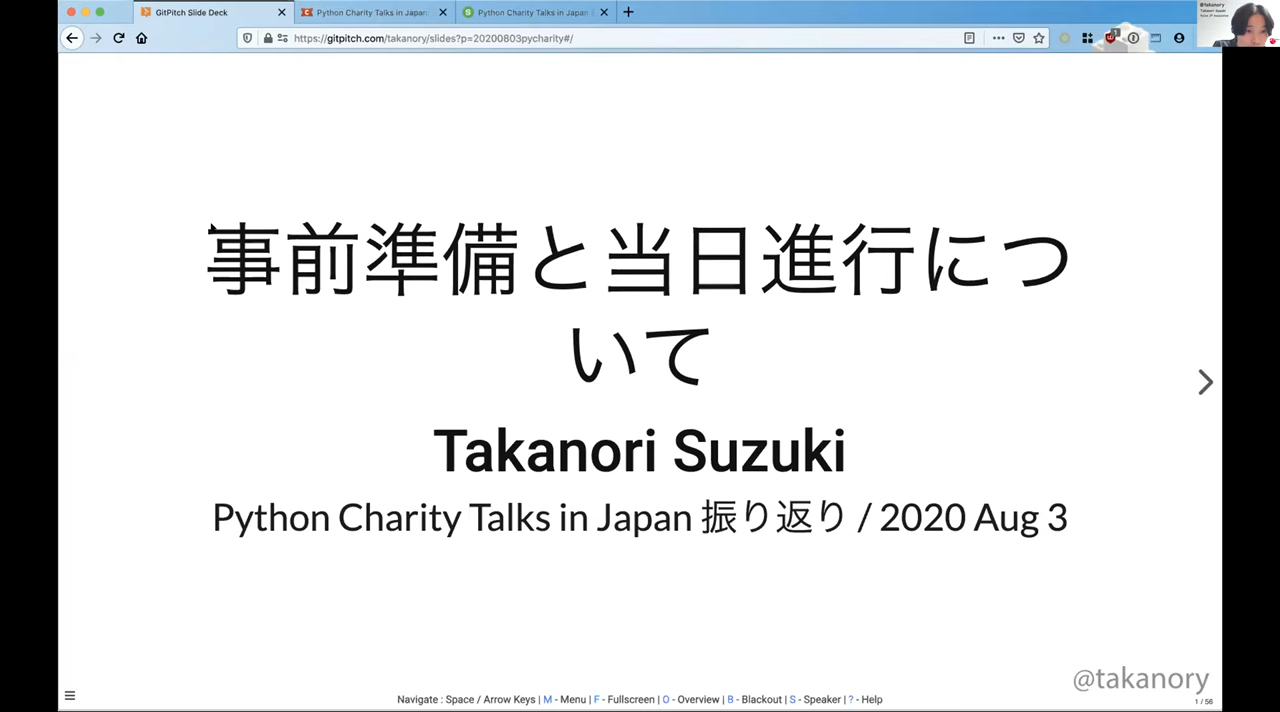 GitPitch Slide Deck
Python Charity Talks in Japan
Python Charity Talks in Japan
https://gitpitch.com/takanory/slides?p=20200803pycharity#/
@takanory
事前準備と当日進行につ
いて
Takanori Suzuki
Python Charity Talks in Japan 振り返り / 2020 Aug 3
@takanory
Navigate : Space / Arrow Keys | M - Menu | F - Fullscreen | O - Overview | B - Blackout | S - Speaker | ? - Help
1 / 56